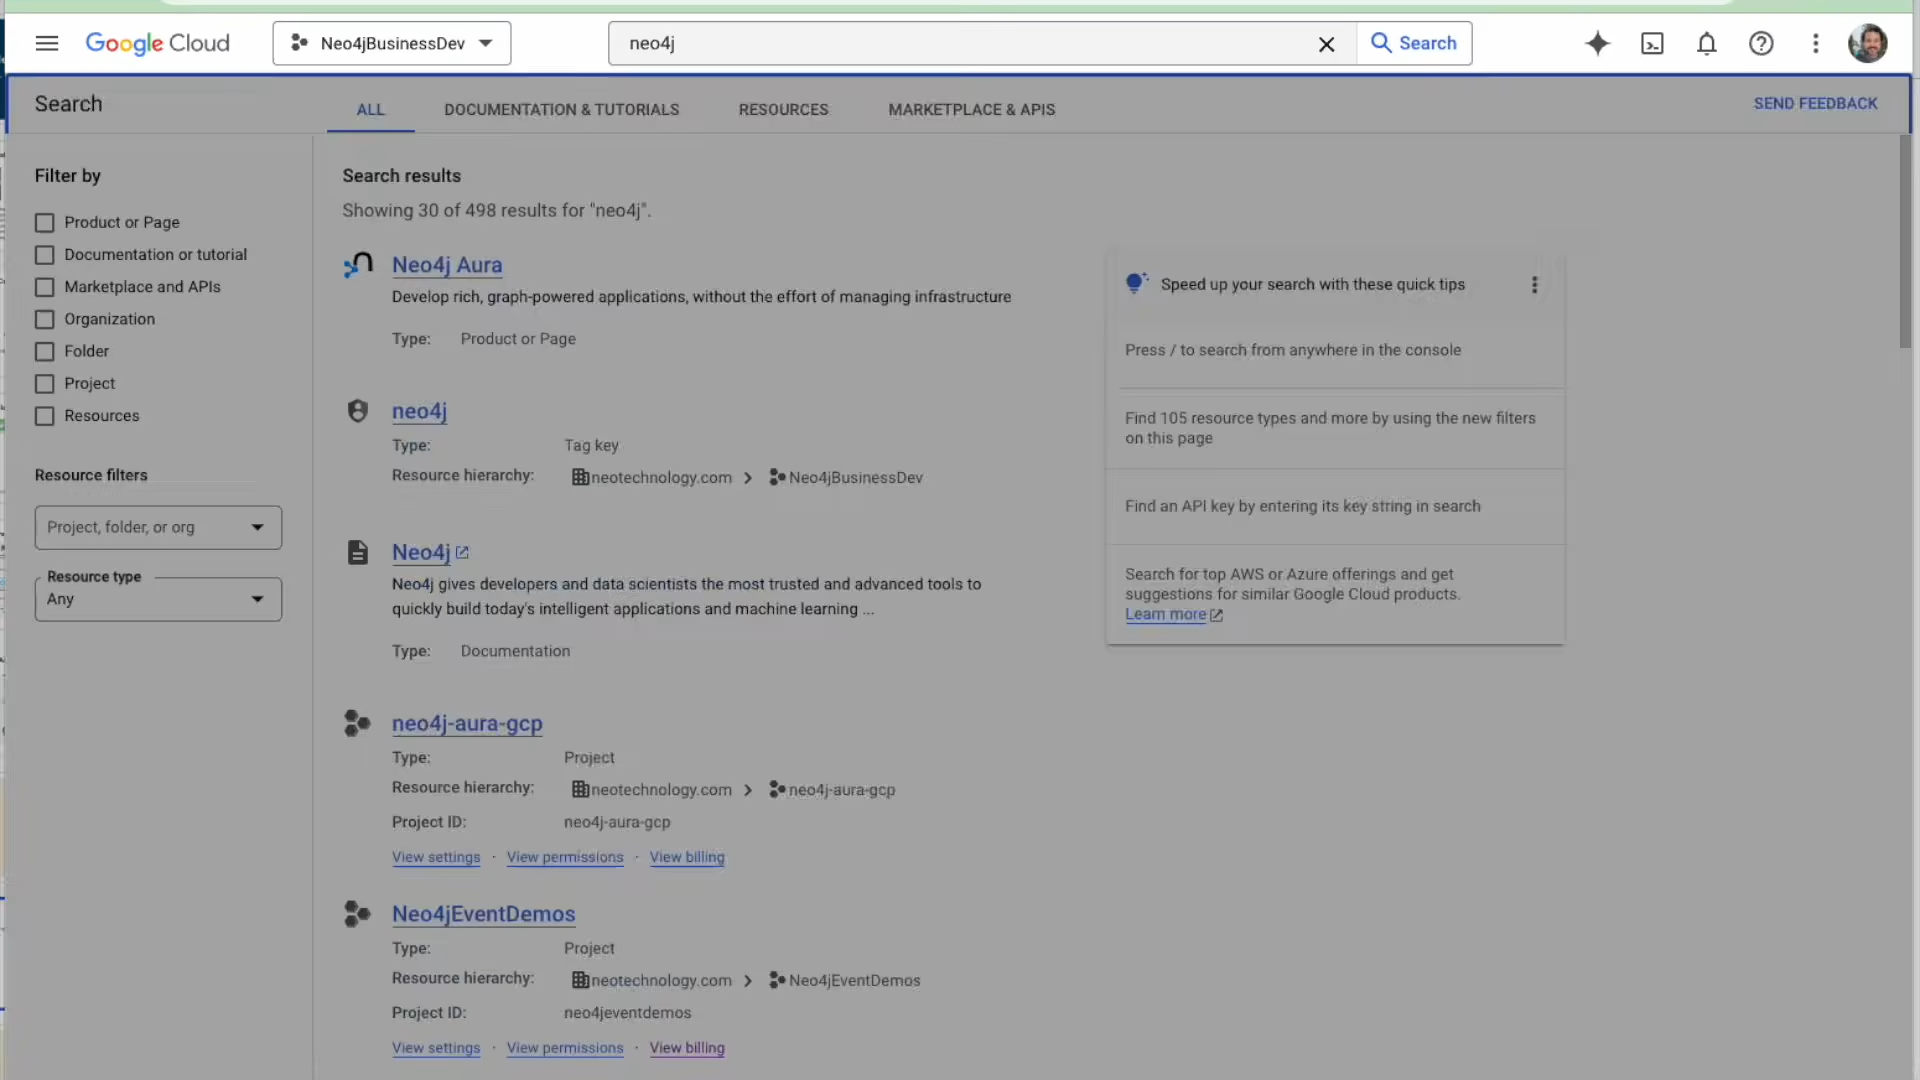 Google Cloud
Neo4jBusinessDev
neo4j
Search
Search
ALL
DOCUMENTATION & TUTORIALS
RESOURCES
MARKETPLACE & APIS
SEND FEEDBACK
Filter by
Product or Page
Documentation or tutorial
Marketplace and APIs
Organization
Folder
Project
Resources
Resource filters
Project, folder, or org
Resource type
Any
Search results
Showing 30 of 498 results for "neo4j".
Neo4j Aura
Develop rich, graph-powered applications, without the effort of managing infrastructure
Type: Product or Page
neo4j
Type: Tag key
Resource hierarchy: neotechnology.com > Neo4jBusinessDev
Neo4j
Neo4j gives developers and data scientists the most trusted and advanced tools to
quickly build today's intelligent applications and machine learning ...
Type: Documentation
neo4j-aura-gcp
Type: Project
Resource hierarchy: neotechnology.com > neo4j-aura-gcp
Project ID: neo4j-aura-gcp
View settings · View permissions · View billing
Neo4jEventDemos
Type: Project
Resource hierarchy: neotechnology.com > Neo4jEventDemos
Project ID: neo4jeventdemos
View settings · View permissions · View billing
Speed up your search with these quick tips
Press / to search from anywhere in the console
Find 105 resource types and more by using the new filters
on this page
Find an API key by entering its key string in search
Search for top AWS or Azure offerings and get
suggestions for similar Google Cloud products.
Learn more